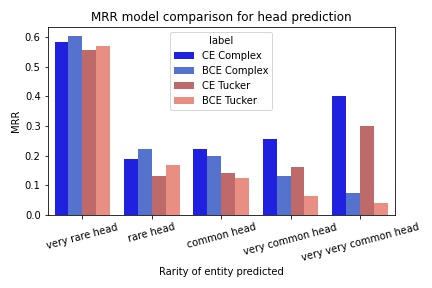 MRR model comparison for head prediction
label
CE Complex
BCE Complex
CE Tucker
BCE Tucker
MRR
0.6
0.5
0.4
0.3
0.2
0.1
0.0
very rare head
rare head
common head
very common head
very very common head
Rarity of entity predicted